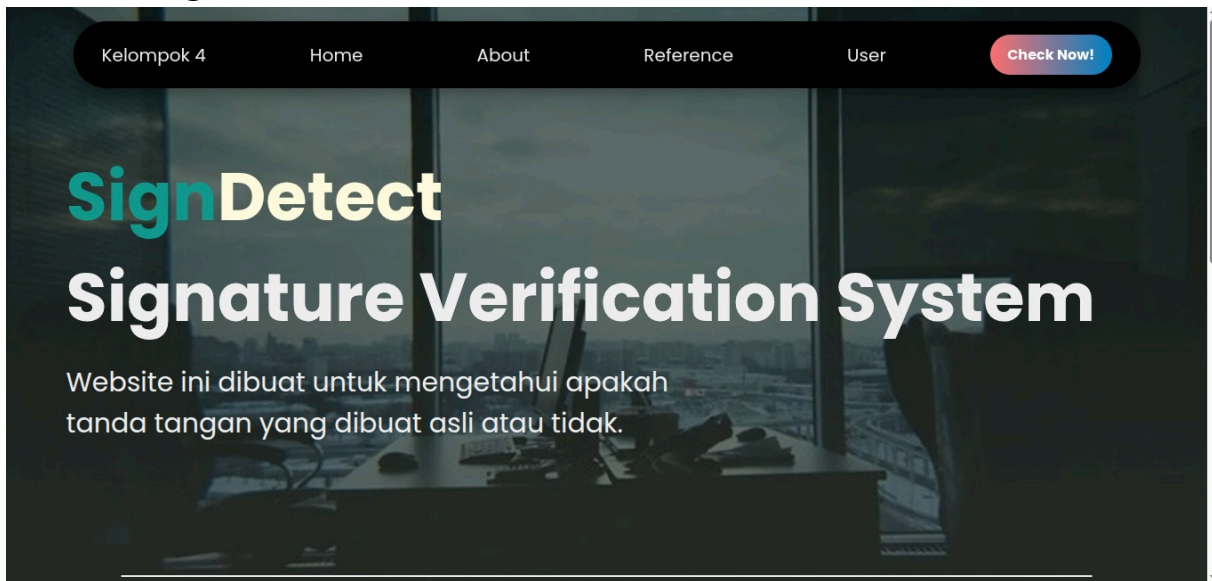 Kelompok 4 Home About Reference User Check Now!
SignDetect
Signature Verification System
Website ini dibuat untuk mengetahui apakah
tanda tangan yang dibuat asli atau tidak.